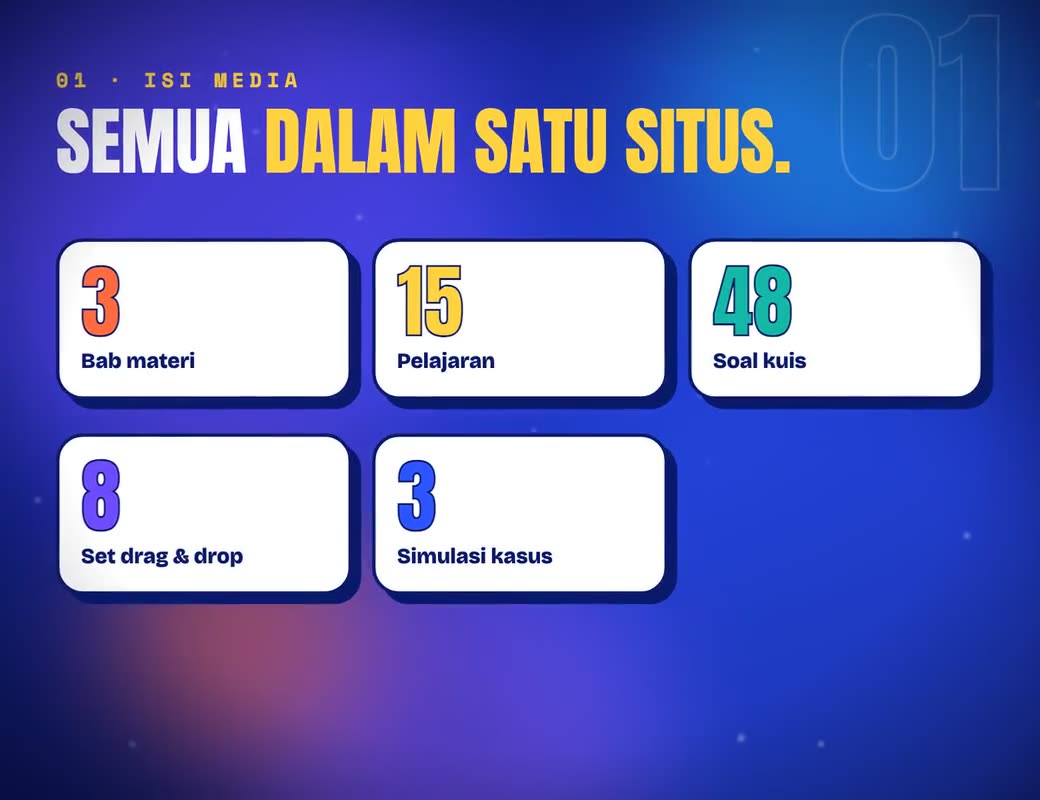 01 · ISI MEDIA
01
SEMUA DALAM SATU SITUS.
3
Bab materi
15
Pelajaran
48
Soal kuis
8
Set drag & drop
3
Simulasi kasus